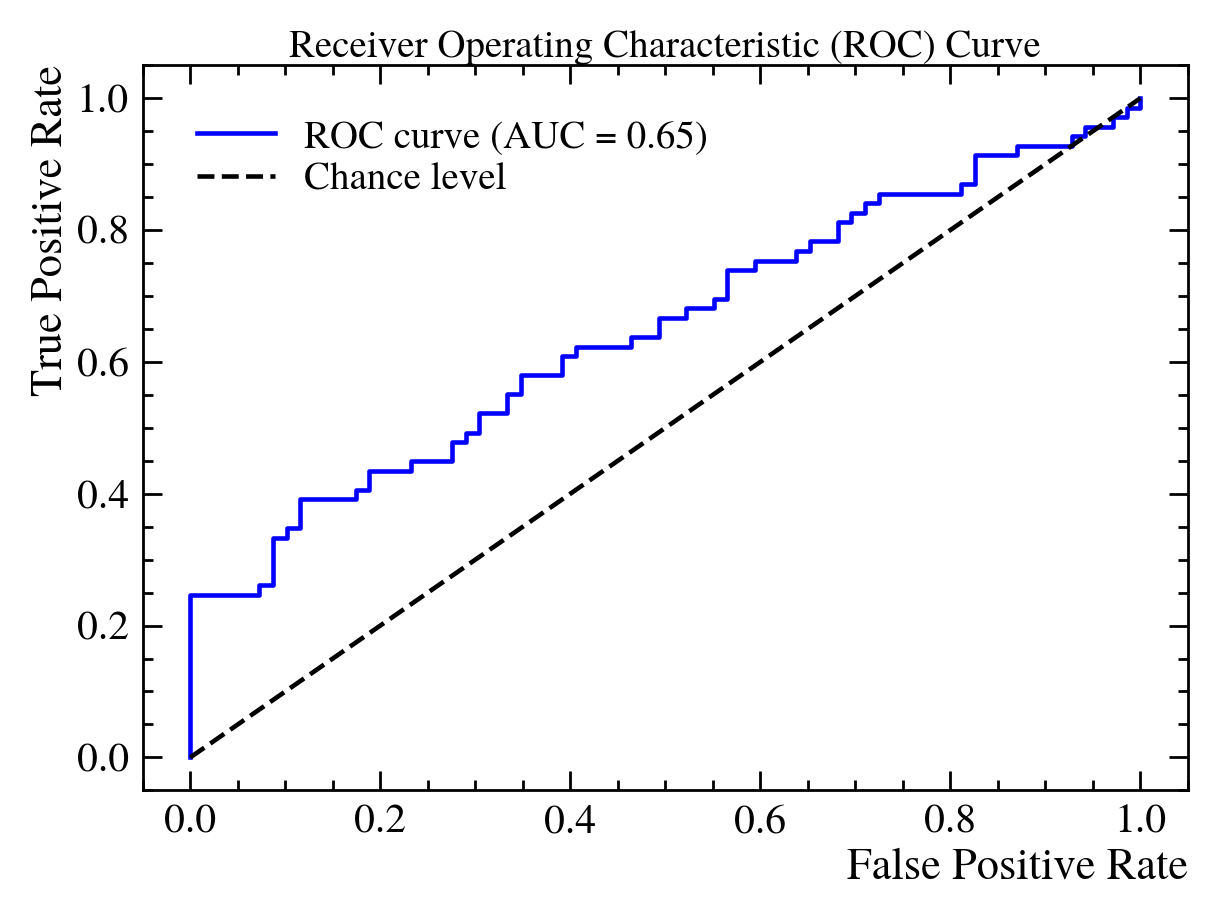 Receiver Operating Characteristic (ROC) Curve
True Positive Rate
1.0
0.8
0.6
0.4
0.2
0.0
ROC curve (AUC = 0.65)
Chance level
0.0 0.2 0.4 0.6 0.8 1.0
False Positive Rate